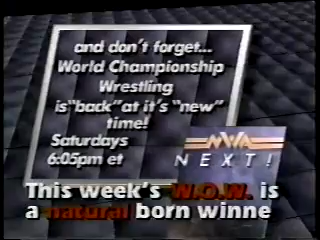 and don't forget...
World Championship
Wrestling
is "back" at it's "new"
time!
Saturdays
6:05pm et
NWA
NEXT!
This week's W.O.W. is
a natural born winne